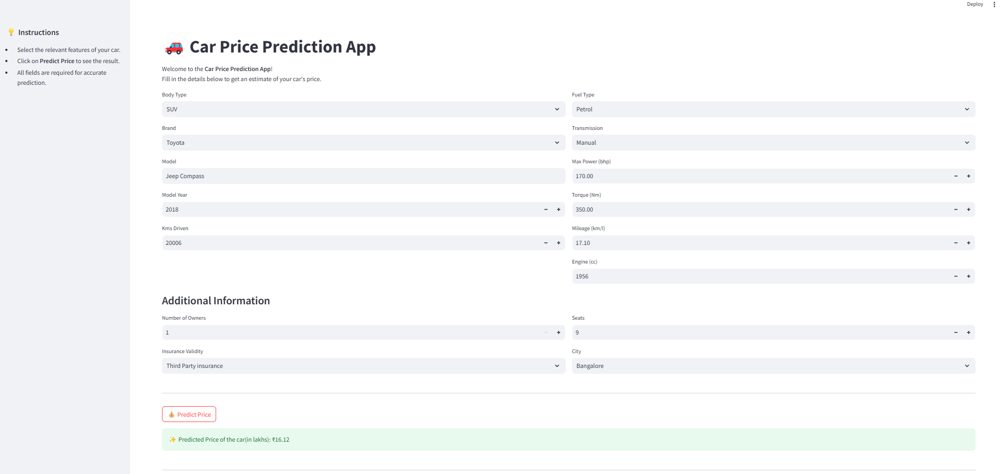 Deploy
Instructions
Select the relevant features of your car.
Click on Predict Price to see the result.
All fields are required for accurate
prediction.
Car Price Prediction App
Welcome to the Car Price Prediction App!
Fill in the details below to get an estimate of your car's price.
Body Type
SUV
Fuel Type
Petrol
Brand
Toyota
Transmission
Manual
Model
Jeep Compass
Max Power (bhp)
170.00
Model Year
2018
Torque (Nm)
350.00
Kms Driven
20006
Mileage (km/l)
17.10
Engine (cc)
1956
Additional Information
Number of Owners
1
Seats
9
Insurance Validity
Third Party insurance
City
Bangalore
Predict Price
Predicted Price of the car(in lakhs): ₹16.12